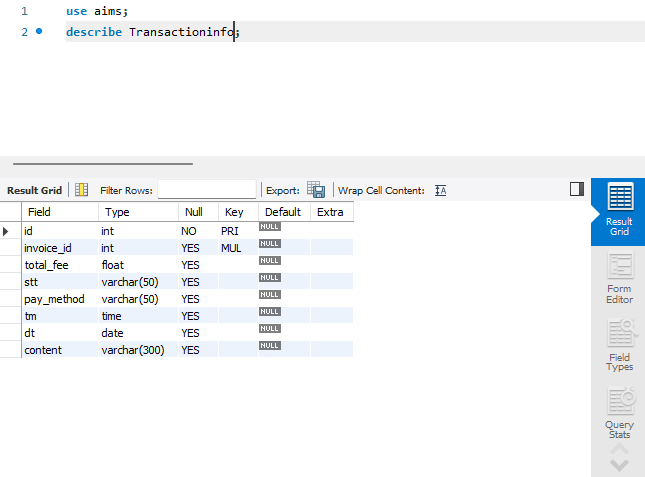 1 use aims;
2 describe Transactioninfo;
Result Grid Filter Rows: Export: Wrap Cell Content: IA
Field Type Null Key Default Extra
id int NO PRI NULL
invoice_id int YES MUL NULL
total_fee float YES NULL
stt varchar(50) YES NULL
pay_method varchar(50) YES NULL
tm time YES NULL
dt date YES NULL
content varchar(300) YES NULL
Result
Grid
Form
Editor
Field
Types
Query
Stats